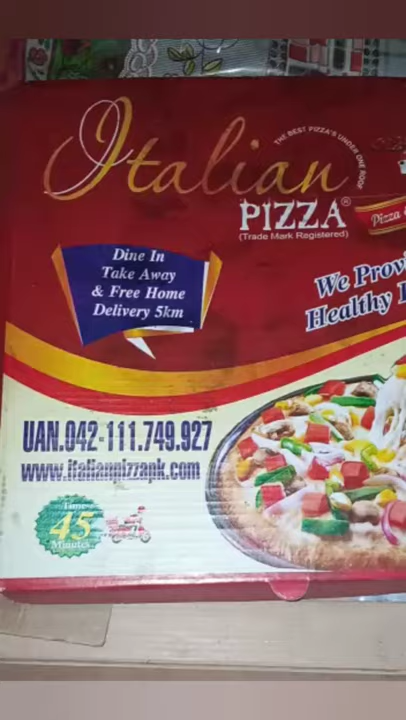 THE BEST PIZZA'S UNDER ONE ROOF
Italian
PIZZA®
(Trade Mark Registered)
Pizza
Dine In
Take Away
& Free Home
Delivery 5km
We Provi
Healthy
UAN.042-111.749.927
www.italianpizzapk.com
Time
45
Minutes